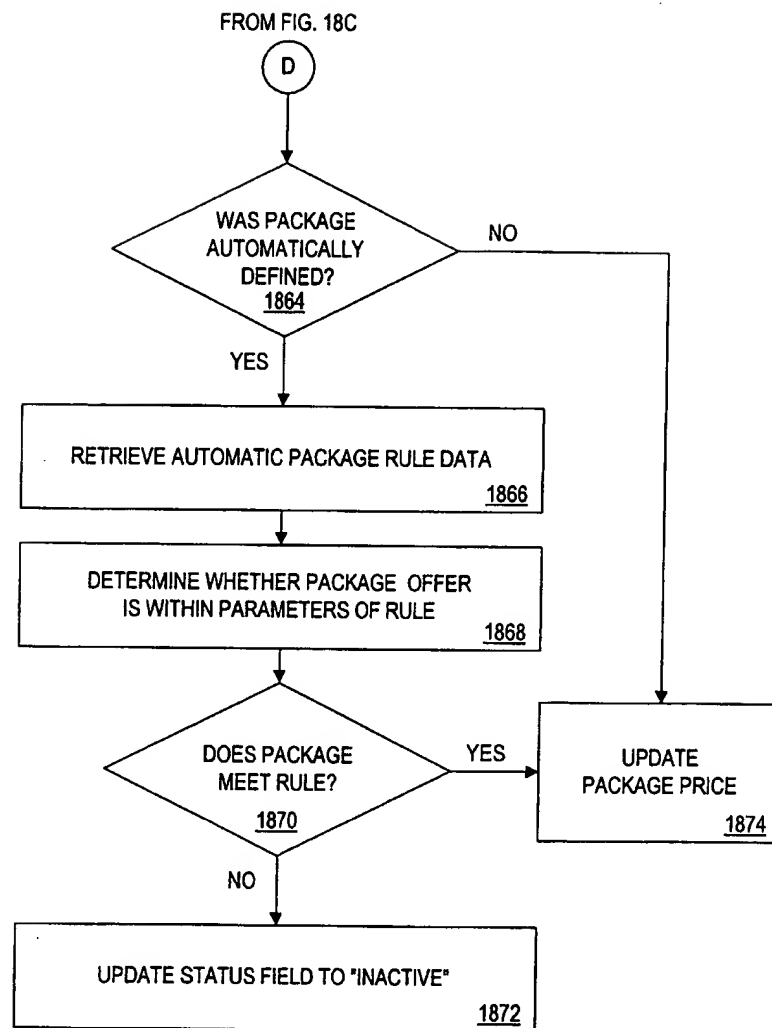 FROM FIG. 18C
D
WAS PACKAGE
AUTOMATICALLY
DEFINED?
1864
NO
YES
RETRIEVE AUTOMATIC PACKAGE RULE DATA
1866
DETERMINE WHETHER PACKAGE OFFER
IS WITHIN PARAMETERS OF RULE
1868
DOES PACKAGE
MEET RULE?
1870
YES
UPDATE
PACKAGE PRICE
1874
NO
UPDATE STATUS FIELD TO "INACTIVE"
1872